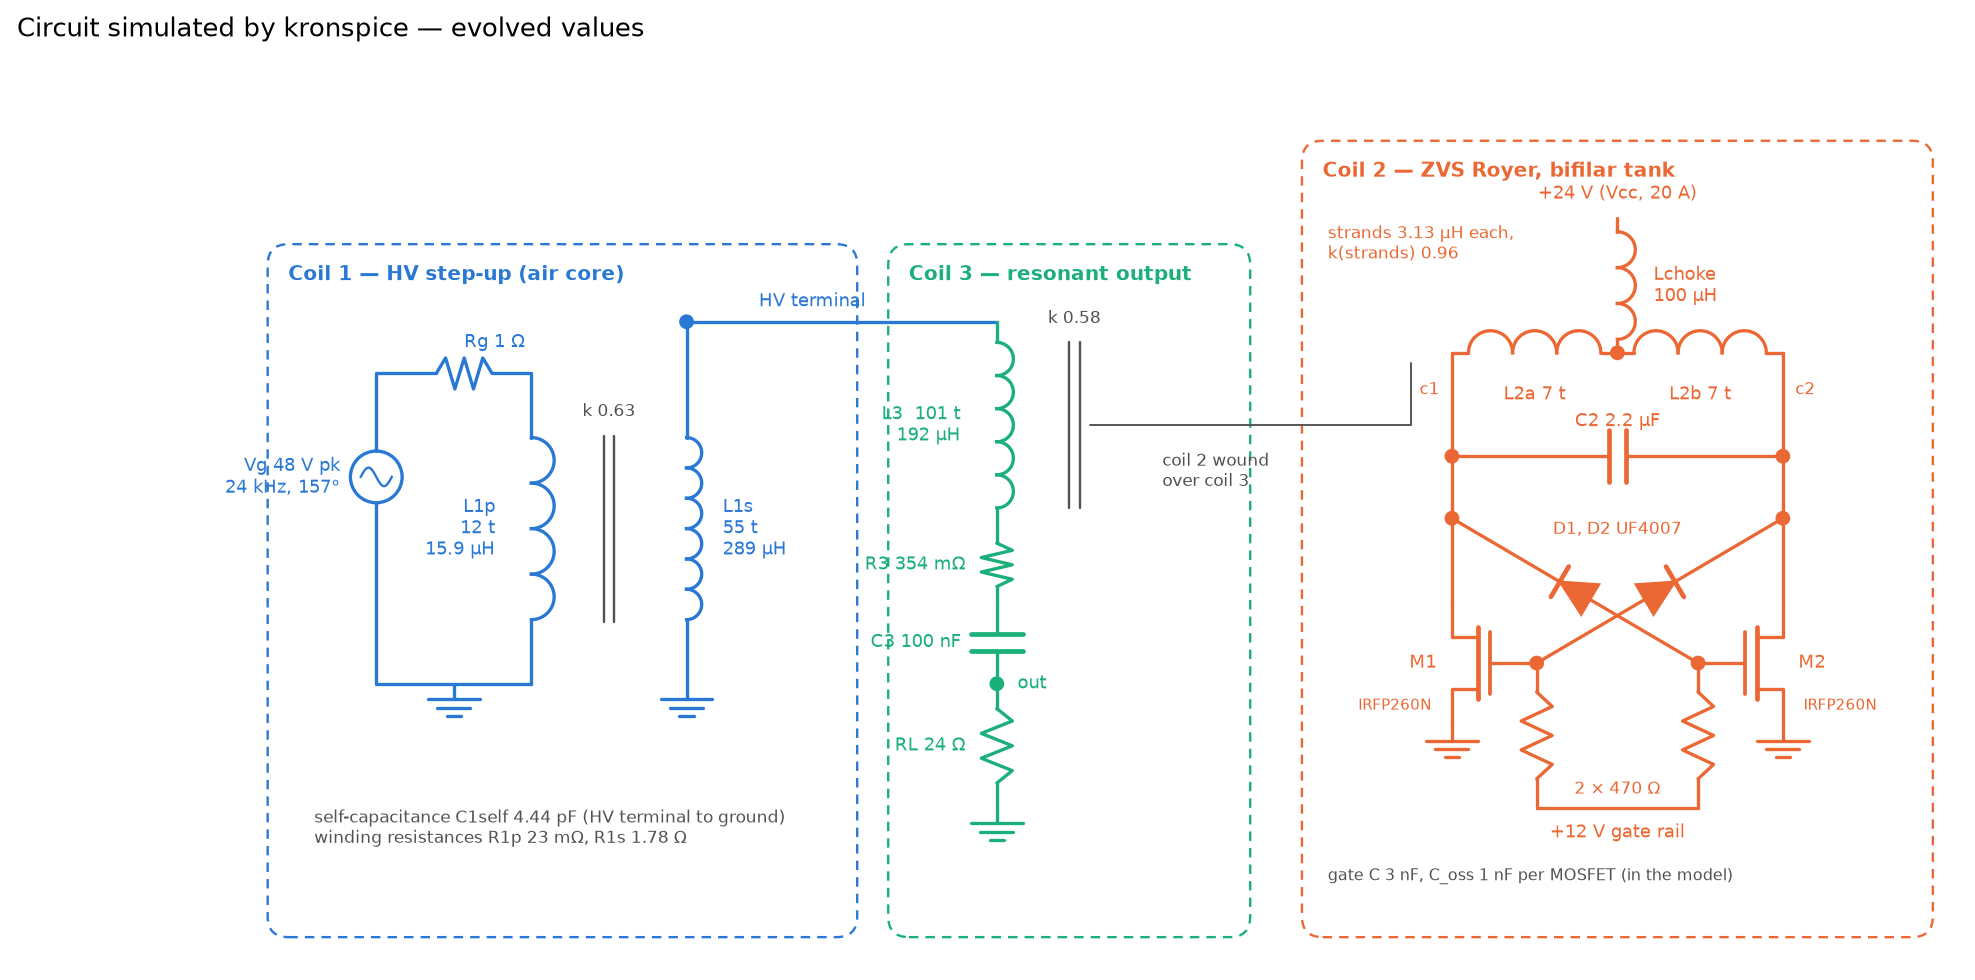 Circuit simulated by kronspice — evolved values
Coil 1 — HV step-up (air core)
HV terminal
Rg 1 Ω
k 0.63
Vg 48 V pk
24 kHz, 157°
L1p
12 t
15.9 µH
L1s
55 t
289 µH
self-capacitance C1self 4.44 pF (HV terminal to ground)
winding resistances R1p 23 mΩ, R1s 1.78 Ω
Coil 3 — resonant output
k 0.58
L3  101 t
192 µH
coil 2 wound
over coil 3
R3 354 mΩ
C3 100 nF
out
RL 24 Ω
Coil 2 — ZVS Royer, bifilar tank
+24 V (Vcc, 20 A)
strands 3.13 µH each,
k(strands) 0.96
Lchoke
100 µH
c1
L2a 7 t
L2b 7 t
c2
C2 2.2 µF
D1, D2 UF4007
M1
M2
IRFP260N
IRFP260N
2 × 470 Ω
+12 V gate rail
gate C 3 nF, C_oss 1 nF per MOSFET (in the model)